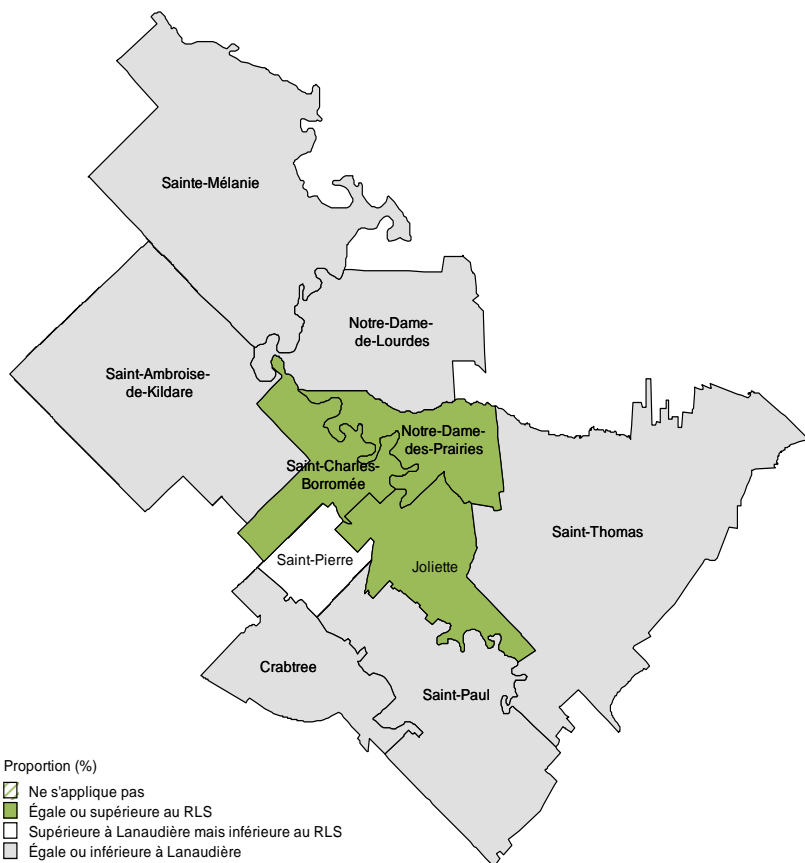 Sainte-Mélanie
Notre-Dame-
de-Lourdes
Saint-Ambroise-
de-Kildare
Notre-Dame-
des-Prairies
Saint-Charles-
Borromée
Saint-Thomas
Saint-Pierre
Joliette
Crabtree
Saint-Paul
Proportion (%)
Ne s'applique pas
Égale ou supérieure au RLS
Supérieure à Lanaudière mais inférieure au RLS
Égale ou inférieure à Lanaudière